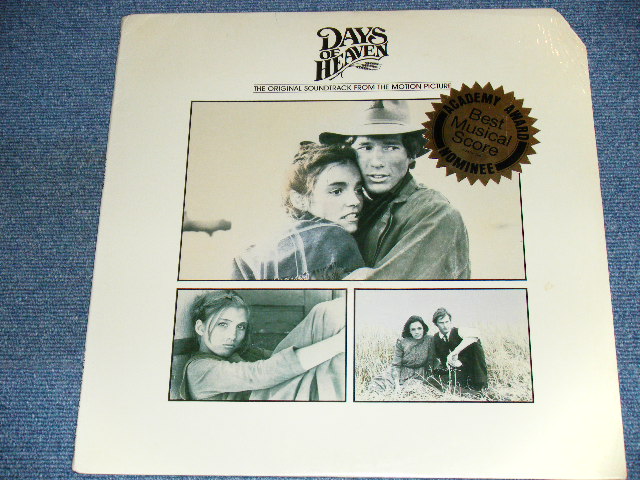 DAYS
OF
HEAVEN
THE ORIGINAL SOUNDTRACK FROM THE MOTION PICTURE
ACADEMY AWARD
Best
Musical
Score
NOMINEE